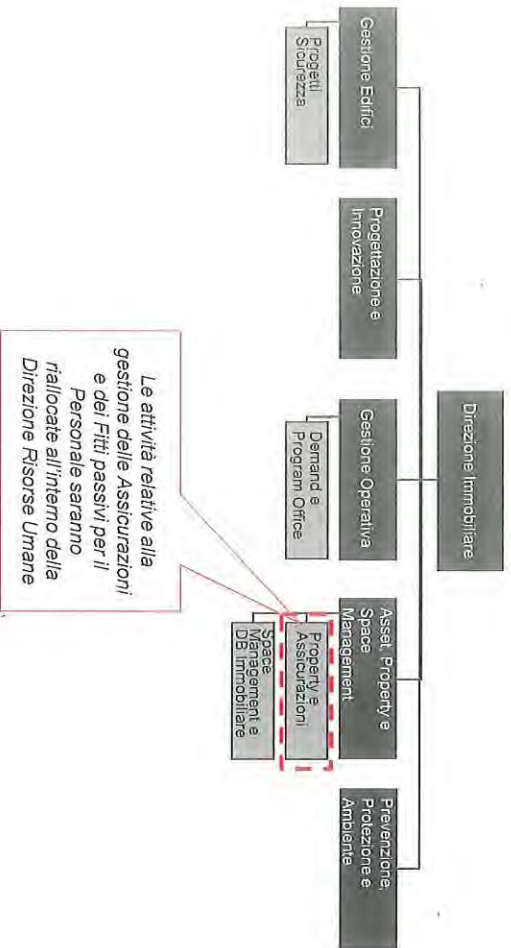 Direzione Immobiliare
Gestione Edifici
Progetti
Sicurezza
Progettazione e
Innovazione
Gestione Operativa
Demand e
Program Office
Asset, Property e
Space
Management
Property e
Assicurazioni
Space
Management e
DB Immobiliare
Prevenzione,
Protezione e
Ambiente
Le attività relative alla
gestione delle Assicurazioni
e dei Fitti passivi per il
Personale saranno
riallocate all'interno della
Direzione Risorse Umane